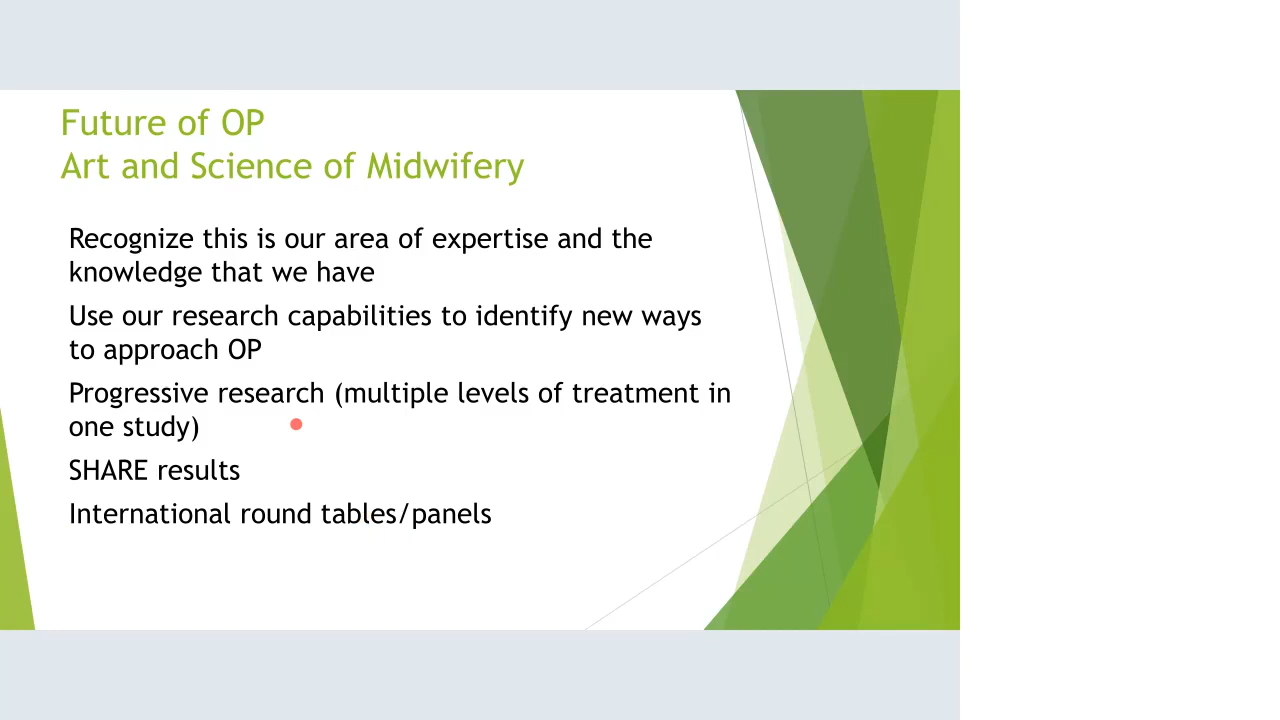 Future of OP
Art and Science of Midwifery
Recognize this is our area of expertise and the
knowledge that we have
Use our research capabilities to identify new ways
to approach OP
Progressive research (multiple levels of treatment in
one study)
SHARE results
International round tables/panels